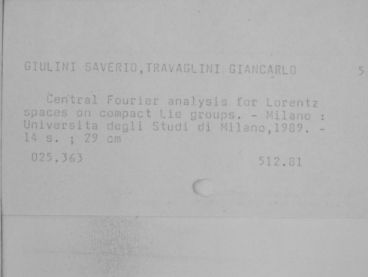 GIULINI SAVERIO,TRAVAGLINI GIANCARLO 5
Central Fourier analysis for Lorentz
spaces on compact Lie groups. - Milano :
Universita degli Studi di Milano,1989. -
14 s. ; 29 cm
025,363 512.81